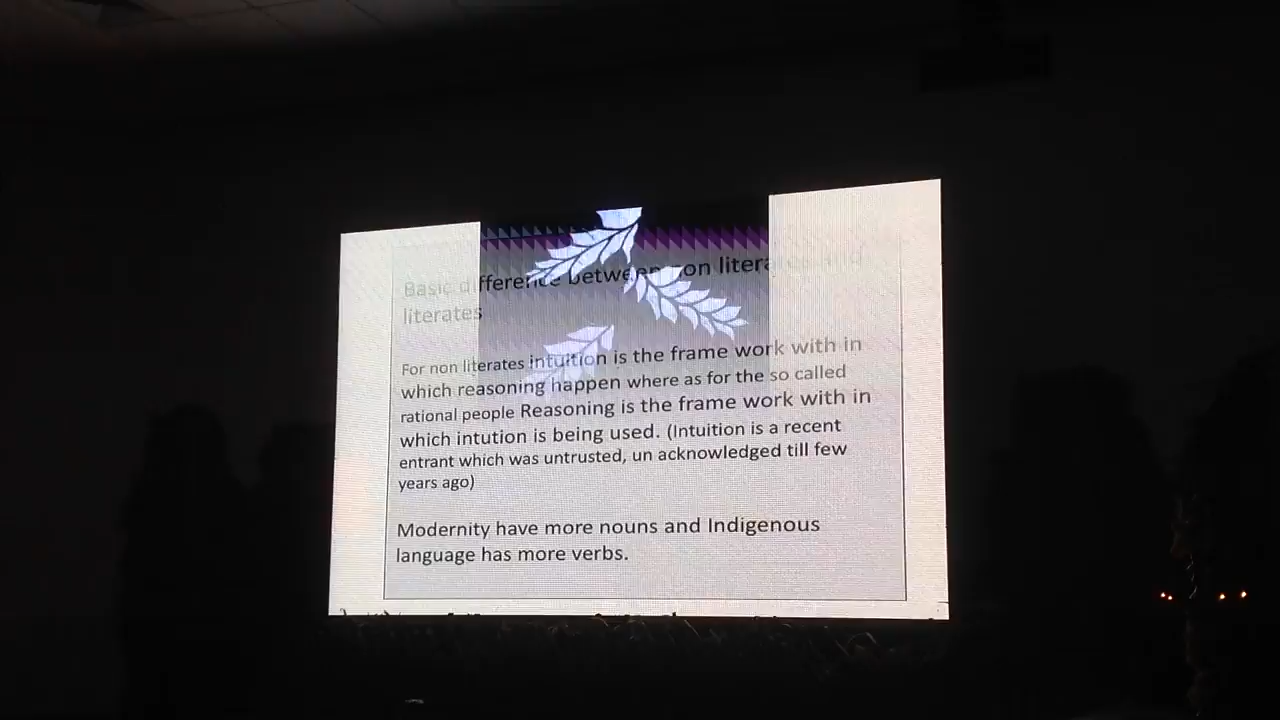 Basic difference between non literates and
literates
For non literates intuition is the frame work with in
which reasoning happen where as for the so called
rational people Reasoning is the frame work with in
which intution is being used. (Intuition is a recent
entrant which was untrusted, un acknowledged till few
years ago)
Modernity have more nouns and Indigenous
language has more verbs.